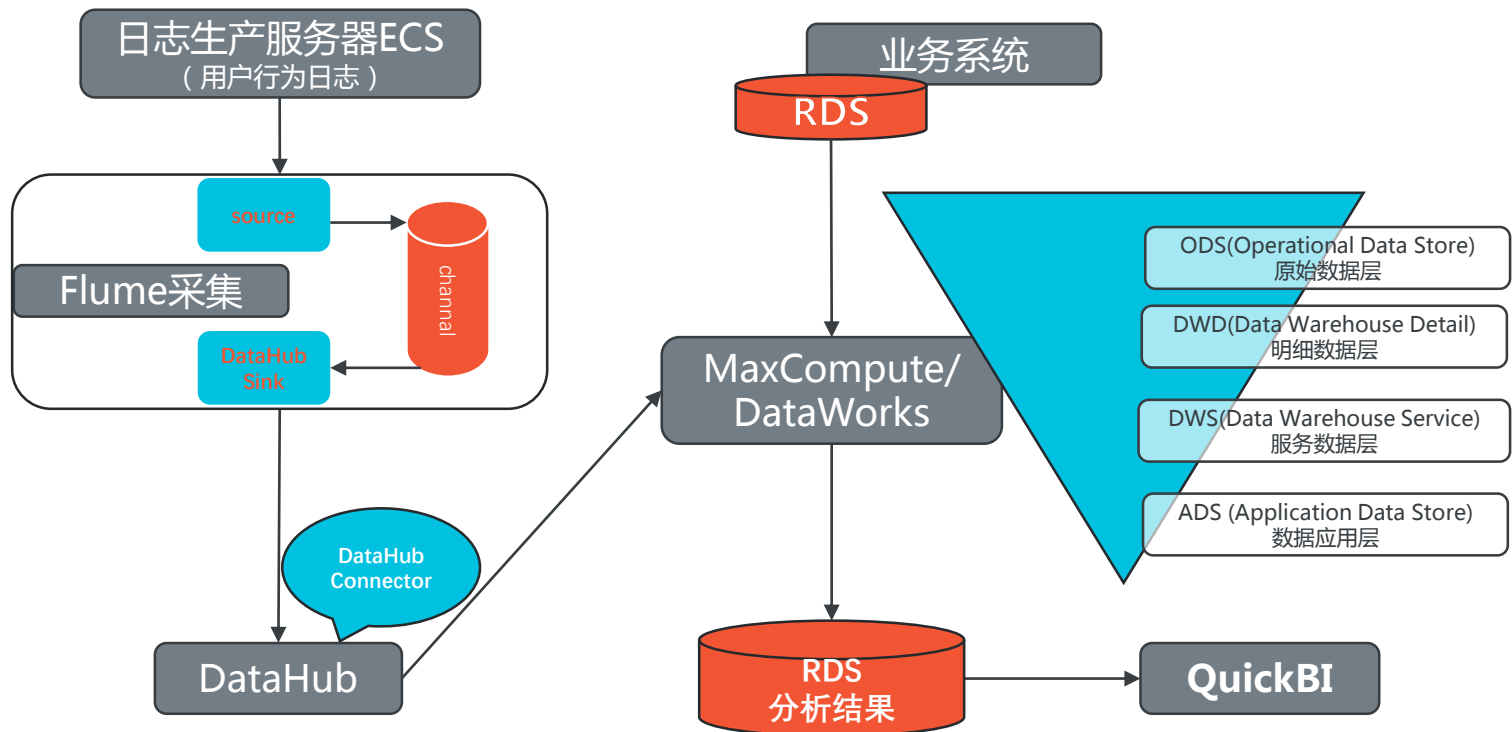 日志生产服务器ECS
（用户行为日志）
业务系统
RDS
source
channal
Flume采集
DataHub
Sink
ODS(Operational Data Store)
原始数据层
DWD(Data Warehouse Detail)
明细数据层
MaxCompute/
DataWorks
DWS(Data Warehouse Service)
服务数据层
ADS (Application Data Store)
数据应用层
DataHub
Connector
DataHub
RDS
分析结果
QuickBI